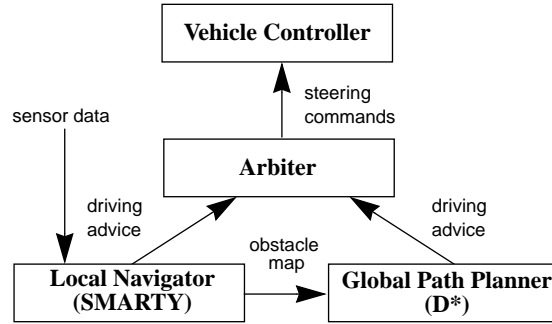 Vehicle Controller
steering
commands
sensor data
Arbiter
driving
advice
driving
advice
obstacle
map
Local Navigator
(SMARTY)
Global Path Planner
(D*)